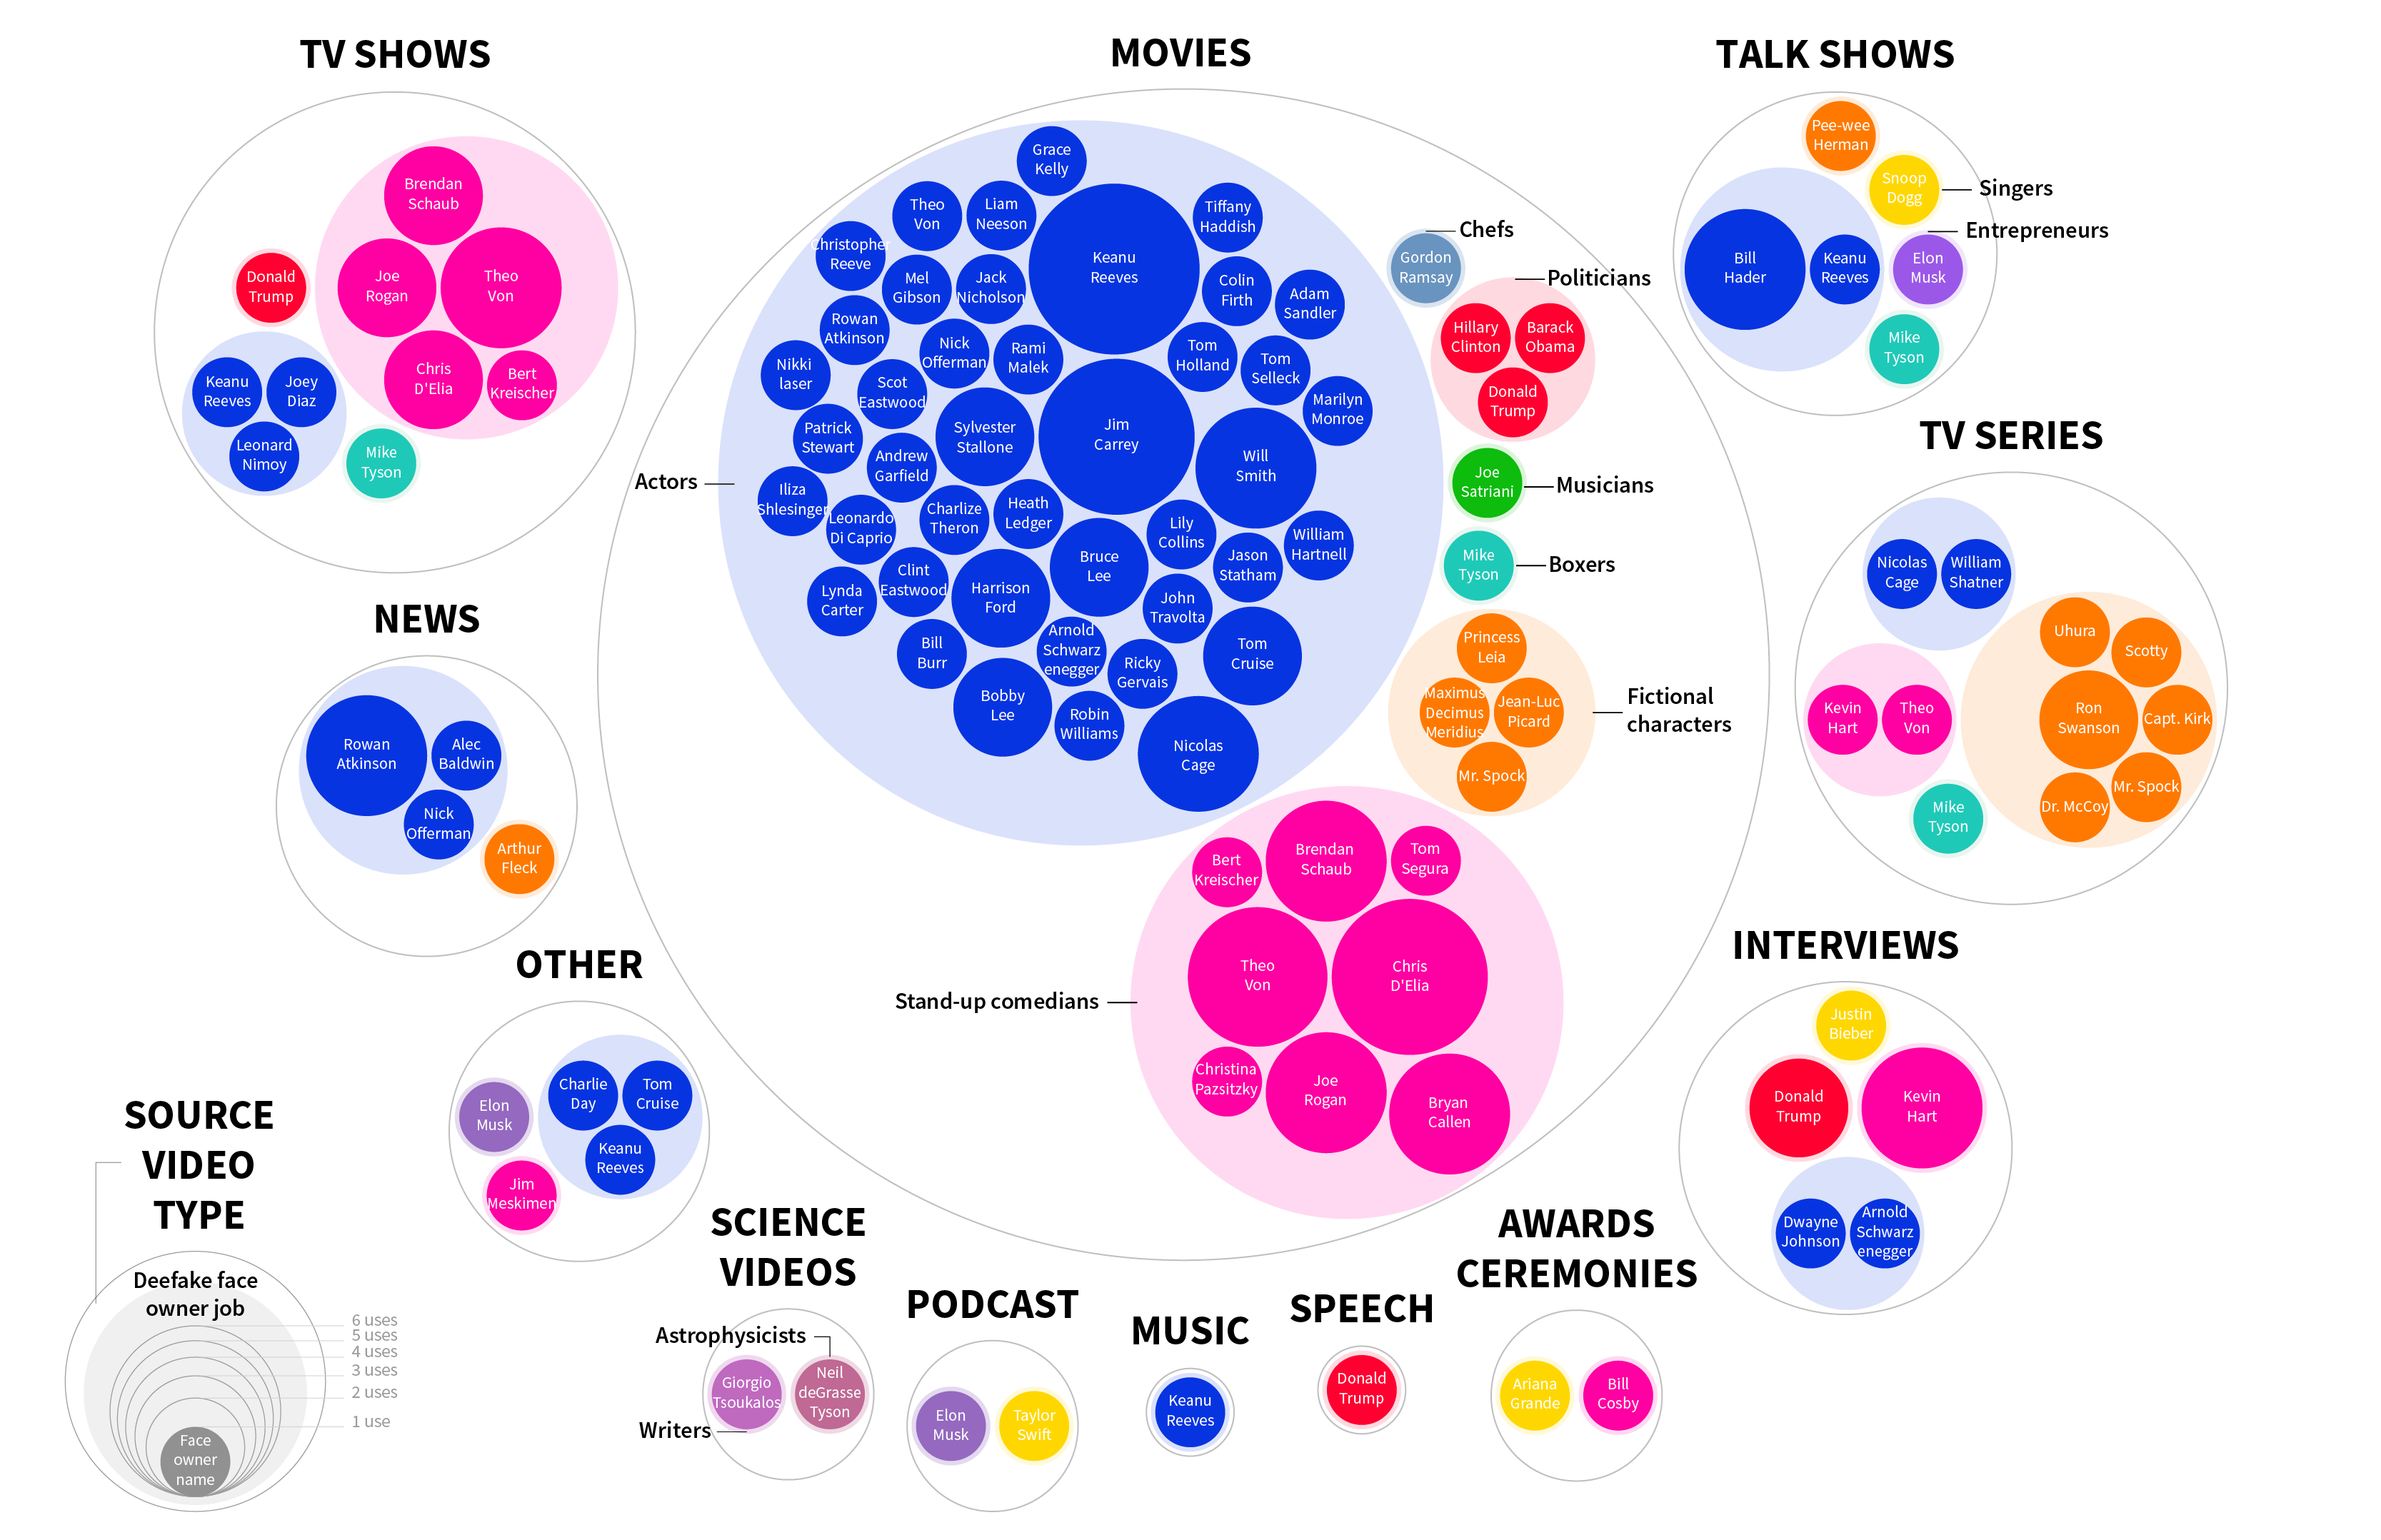 TV SHOWS
Brendan
Schaub
Joe
Rogan
Theo
Von
Chris
D'Elia
Bert
Kreischer
Donald
Trump
Keanu
Reeves
Joey
Diaz
Leonard
Nimoy
Mike
Tyson
MOVIES
Actors
Grace
Kelly
Theo
Von
Liam
Neeson
Keanu
Reeves
Tiffany
Haddish
Christopher
Reeve
Mel
Gibson
Jack
Nicholson
Colin
Firth
Adam
Sandler
Rowan
Atkinson
Nick
Offerman
Rami
Malek
Tom
Holland
Tom
Selleck
Nikki
laser
Scot
Eastwood
Marilyn
Monroe
Patrick
Stewart
Sylvester
Stallone
Jim
Carrey
Will
Smith
Andrew
Garfield
Iliza
Shlesinger
Leonardo
Di Caprio
Charlize
Theron
Heath
Ledger
Lily
Collins
William
Hartnell
Jason
Statham
Bruce
Lee
Clint
Eastwood
Lynda
Carter
Harrison
Ford
John
Travolta
Bill
Burr
Arnold
Schwarz
enegger
Ricky
Gervais
Tom
Cruise
Bobby
Lee
Robin
Williams
Nicolas
Cage
Chefs
Gordon
Ramsay
Politicians
Hillary
Clinton
Barack
Obama
Donald
Trump
Joe
Satriani
Musicians
Mike
Tyson
Boxers
Princess
Leia
Maximus
Decimus
Meridius
Jean-Luc
Picard
Mr. Spock
Fictional
characters
Stand-up comedians
Bert
Kreischer
Brendan
Schaub
Tom
Segura
Theo
Von
Chris
D'Elia
Christina
Pazsitzky
Joe
Rogan
Bryan
Callen
TALK SHOWS
Pee-wee
Herman
Snoop
Dogg
Singers
Entrepreneurs
Bill
Hader
Keanu
Reeves
Elon
Musk
Mike
Tyson
TV SERIES
Nicolas
Cage
William
Shatner
Uhura
Scotty
Kevin
Hart
Theo
Von
Ron
Swanson
Capt. Kirk
Mr. Spock
Dr. McCoy
Mike
Tyson
NEWS
Rowan
Atkinson
Alec
Baldwin
Nick
Offerman
Arthur
Fleck
OTHER
Charlie
Day
Tom
Cruise
Elon
Musk
Keanu
Reeves
Jim
Meskimen
INTERVIEWS
Justin
Bieber
Donald
Trump
Kevin
Hart
Dwayne
Johnson
Arnold
Schwarz
enegger
SOURCE
VIDEO
TYPE
Deefake face
owner job
6 uses
5 uses
4 uses
3 uses
2 uses
1 use
Face
owner
name
SCIENCE
VIDEOS
Astrophysicists
Giorgio
Tsoukalos
Neil
deGrasse
Tyson
Writers
PODCAST
Elon
Musk
Taylor
Swift
MUSIC
Keanu
Reeves
SPEECH
Donald
Trump
AWARDS
CEREMONIES
Ariana
Grande
Bill
Cosby